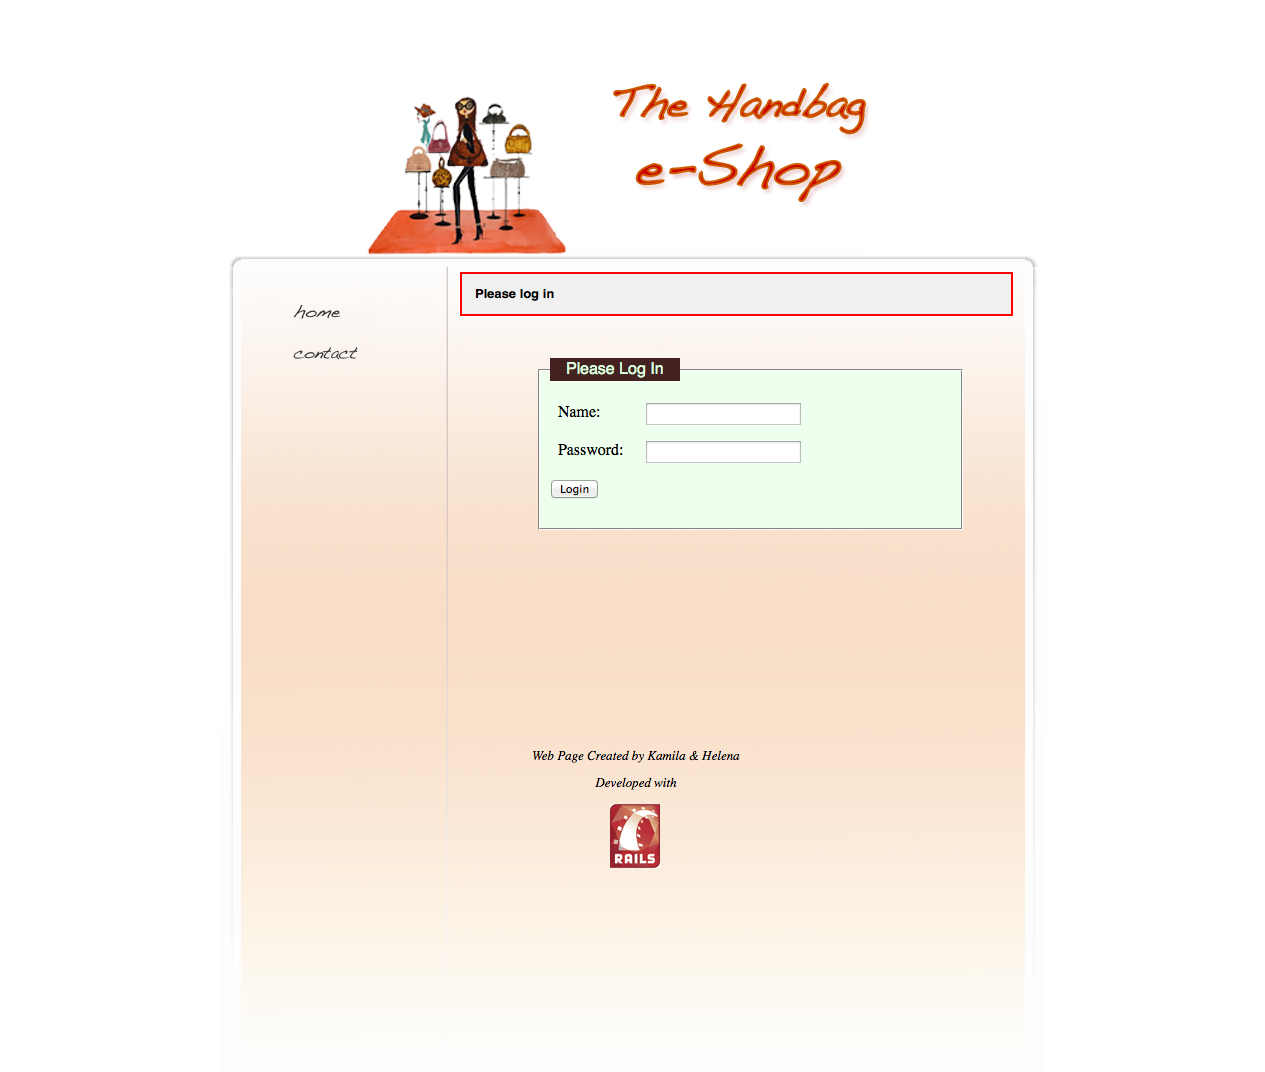 The Handbag
e-Shop
home
contact
Please log in
Please Log In
Name:
Password:
Login
Web Page Created by Kamila & Helena
Developed with
RAILS